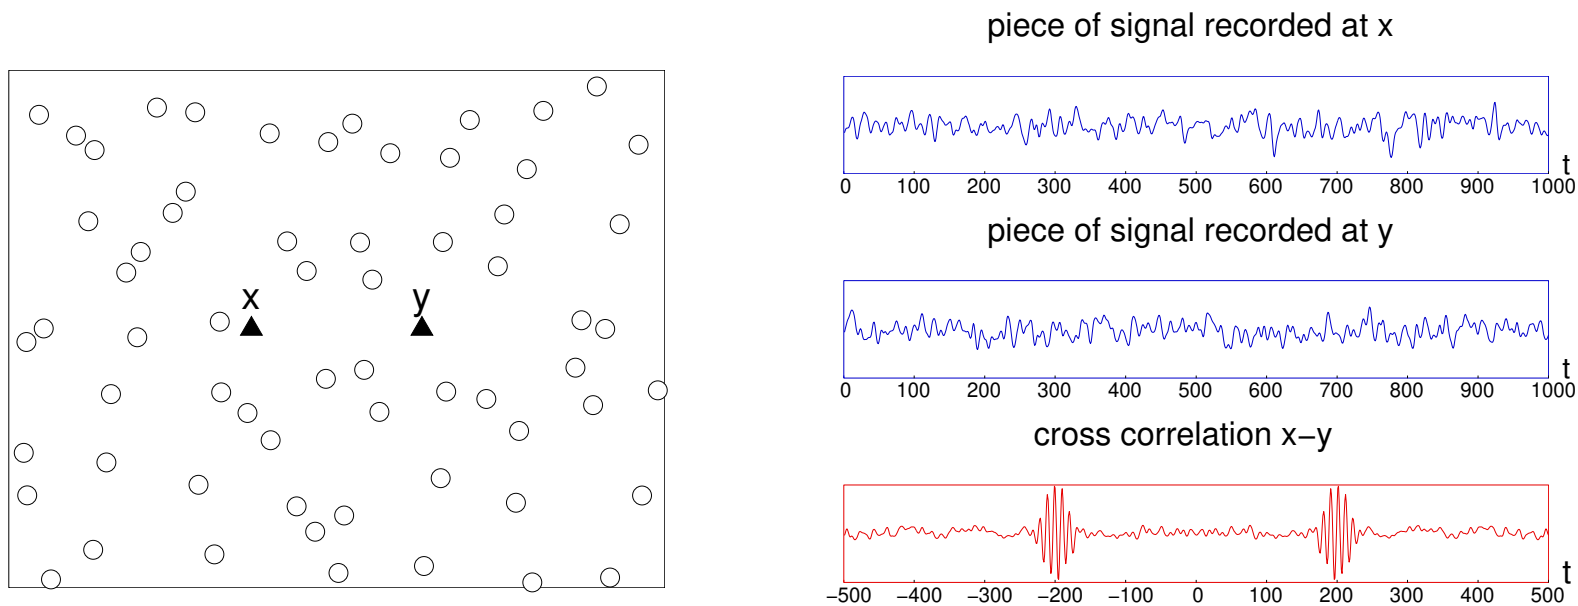 x
y
piece of signal recorded at x
t
0 100 200 300 400 500 600 700 800 900 1000
piece of signal recorded at y
t
0 100 200 300 400 500 600 700 800 900 1000
cross correlation x−y
t
−500 −400 −300 −200 −100 0 100 200 300 400 500